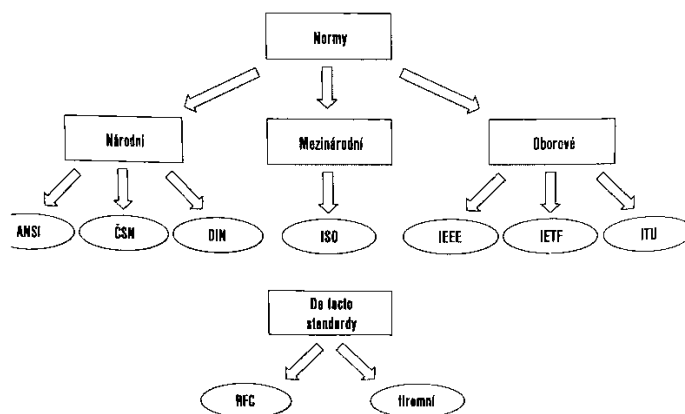 Normy
Národní
Mezinárodní
Oborové
ANSI
ČSN
DIN
ISO
IEEE
IETF
ITU
De facto
standardy
RFC
firemní